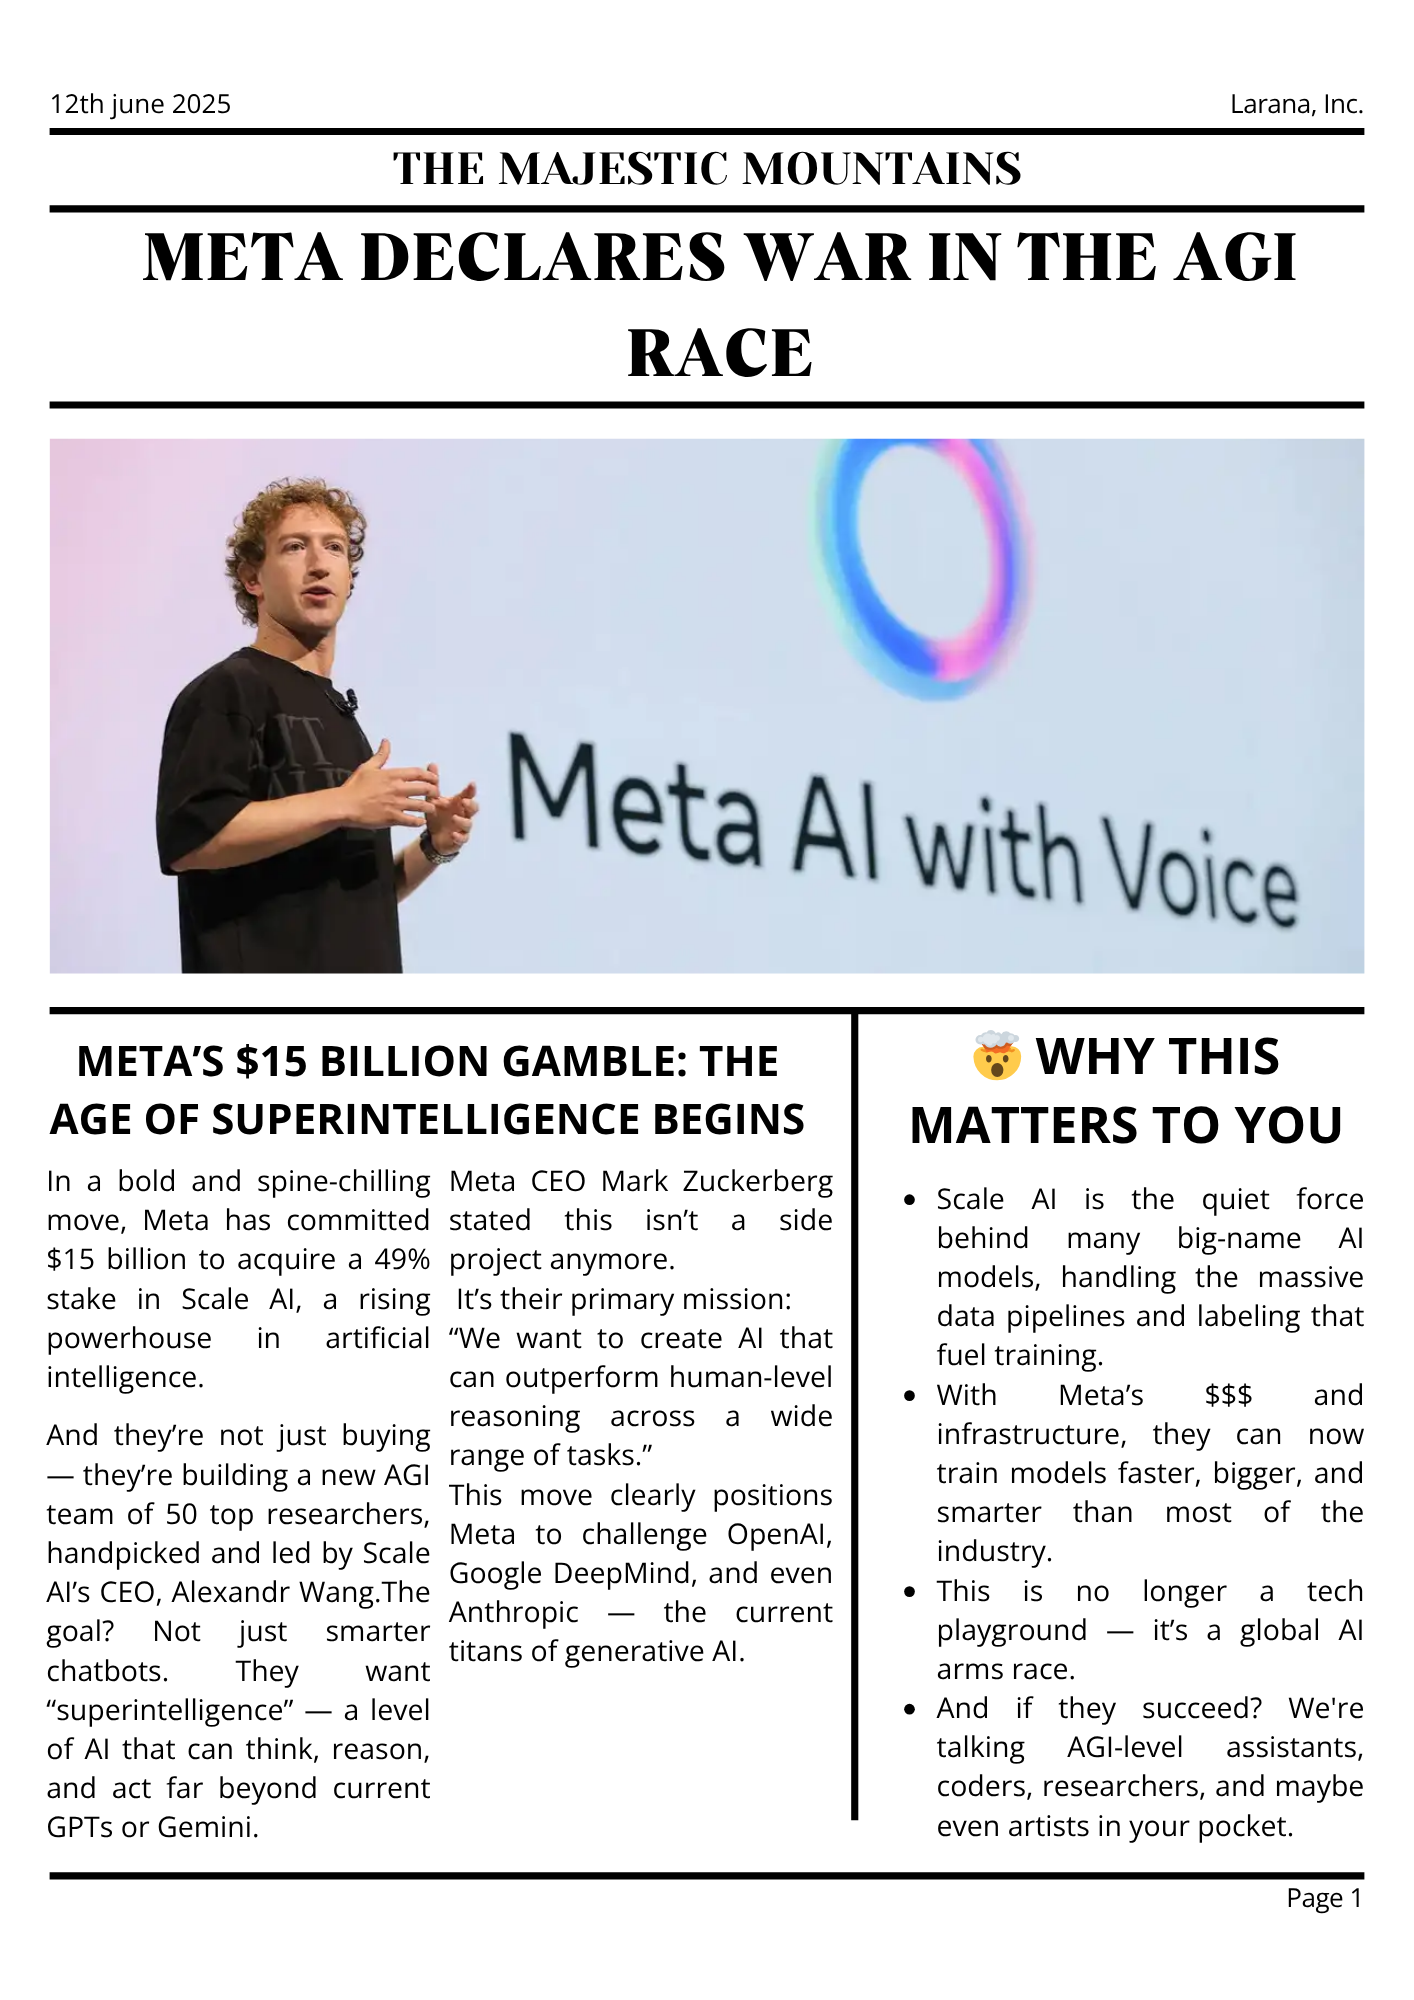 12th june 2025
Larana, Inc.
THE MAJESTIC MOUNTAINS
META DECLARES WAR IN THE AGI
RACE
Meta AI with Voice
META’S $15 BILLION GAMBLE: THE
AGE OF SUPERINTELLIGENCE BEGINS
In a bold and spine-chilling
move, Meta has committed
$15 billion to acquire a 49%
stake in Scale AI, a rising
powerhouse in artificial
intelligence.
And they’re not just buying
— they’re building a new AGI
team of 50 top researchers,
handpicked and led by Scale
AI’s CEO, Alexandr Wang.The
goal? Not just smarter
chatbots. They want
“superintelligence” — a level
of AI that can think, reason,
and act far beyond current
GPTs or Gemini.
Meta CEO Mark Zuckerberg
stated this isn’t a side
project anymore.
It’s their primary mission:
“We want to create AI that
can outperform human-level
reasoning across a wide
range of tasks.”
This move clearly positions
Meta to challenge OpenAI,
Google DeepMind, and even
Anthropic — the current
titans of generative AI.
🤯 WHY THIS
MATTERS TO YOU
• Scale AI is the quiet force
behind many big-name AI
models, handling the massive
data pipelines and labeling that
fuel training.
• With Meta’s $$$ and
infrastructure, they can now
train models faster, bigger, and
smarter than most of the
industry.
• This is no longer a tech
playground — it’s a global AI
arms race.
• And if they succeed? We're
talking AGI-level assistants,
coders, researchers, and maybe
even artists in your pocket.
Page 1